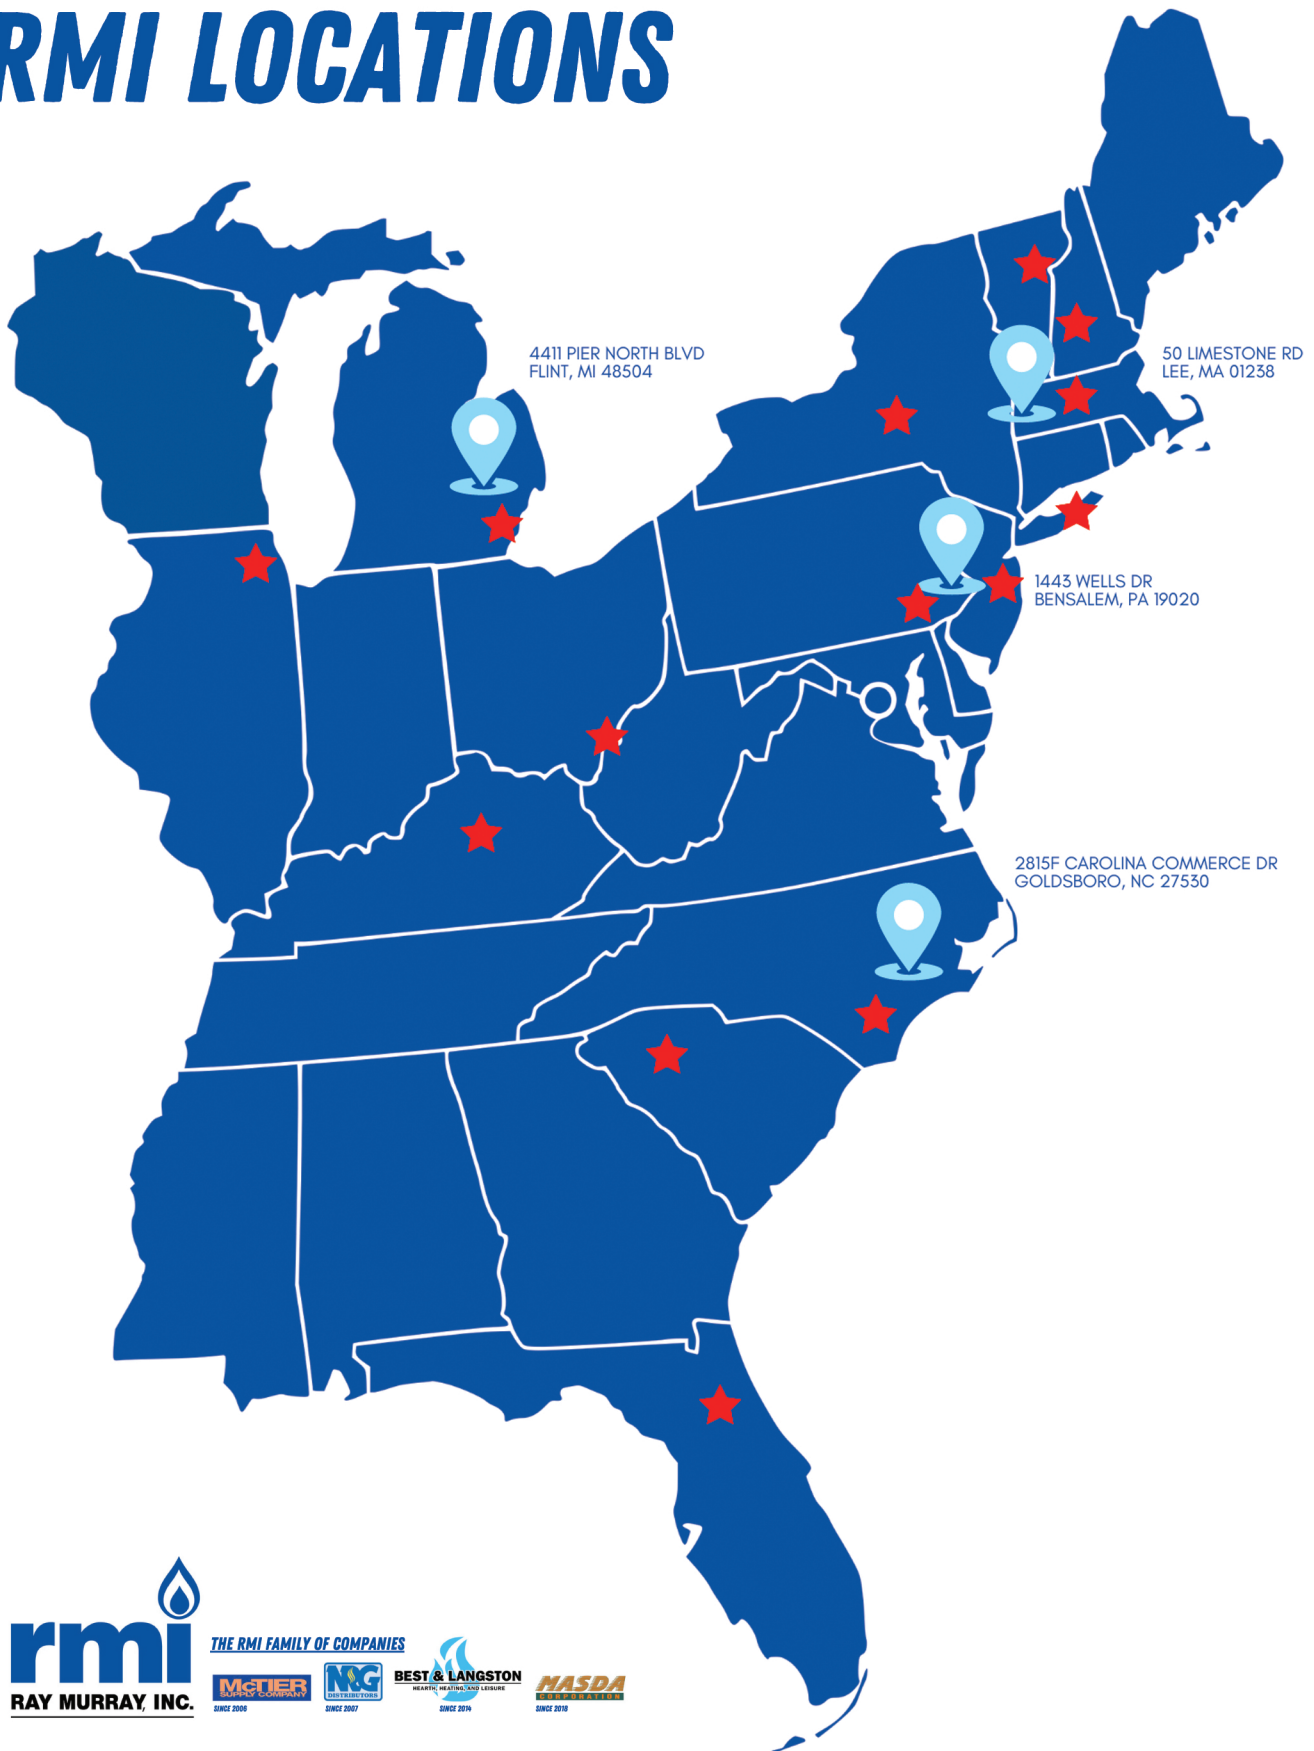 RMI LOCATIONS
4411 PIER NORTH BLVD
FLINT, MI 48504
50 LIMESTONE RD
LEE, MA 01238
1443 WELLS DR
BENSALEM, PA 19020
2815F CAROLINA COMMERCE DR
GOLDSBORO, NC 27530
rmi
RAY MURRAY, INC.
THE RMI FAMILY OF COMPANIES
McTIER
SUPPLY COMPANY
SINCE 2006
NRG
DISTRIBUTORS
SINCE 2007
BEST & LANGSTON
HEARTH, HEATING, AND LEISURE
SINCE 2014
MASDA
CORPORATION
SINCE 2018